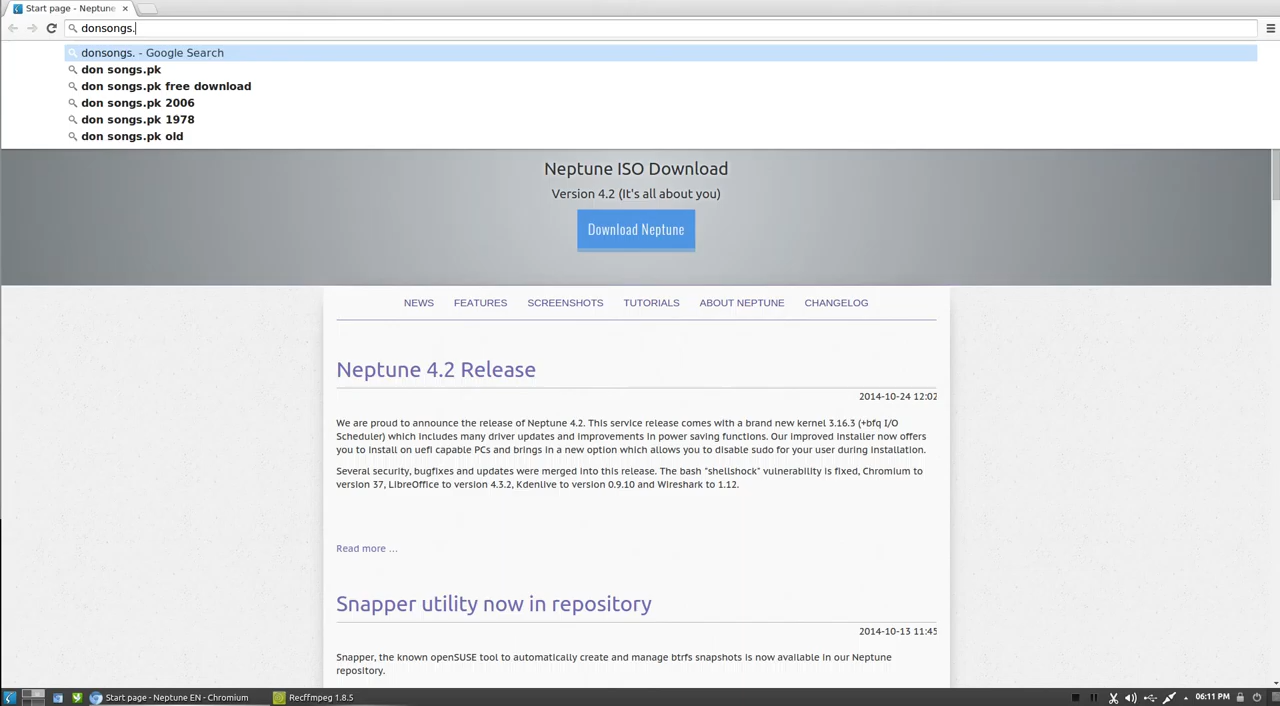 Start page - Neptune
donsongs.
donsongs. - Google Search
don songs.pk
don songs.pk free download
don songs.pk 2006
don songs.pk 1978
don songs.pk old
Neptune ISO Download
Version 4.2 (It's all about you)
Download Neptune
NEWS FEATURES SCREENSHOTS TUTORIALS ABOUT NEPTUNE CHANGELOG
Neptune 4.2 Release
2014-10-24 12:02
We are proud to announce the release of Neptune 4.2. This service release comes with a brand new kernel 3.16.3 (+bfq I/O
Scheduler) which includes many driver updates and improvements in power saving functions. Our improved installer now offers
you to install on uefi capable PCs and brings in a new option which allows you to disable sudo for your user during installation.
Several security, bugfixes and updates were merged into this release. The bash "shellshock" vulnerability is fixed, Chromium to
version 37, LibreOffice to version 4.3.2, Kdenlive to version 0.9.10 and Wireshark to 1.12.
Read more ...
Snapper utility now in repository
2014-10-13 11:45
Snapper, the known openSUSE tool to automatically create and manage btrfs snapshots is now available in our Neptune
repository.
Start page - Neptune EN - Chromium Recffmpeg 1.8.5 06:11 PM